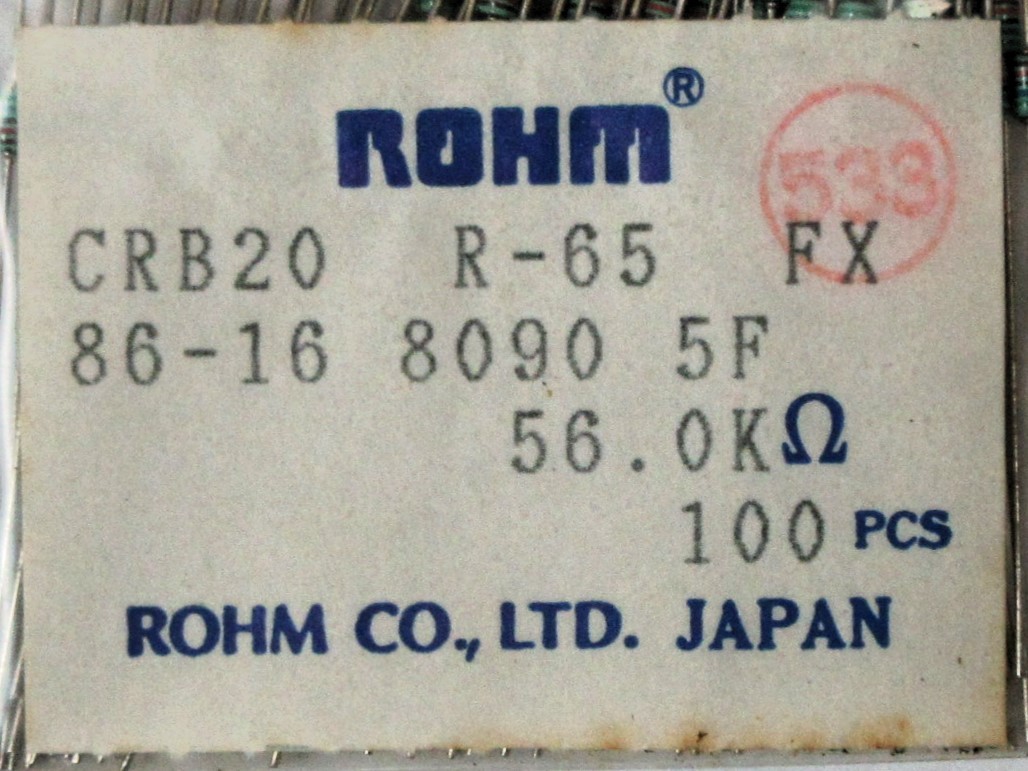 ROHM®
533
CRB20 R-65 FX
86-16 8090 5F
56.0KΩ
100 PCS
ROHM CO., LTD. JAPAN